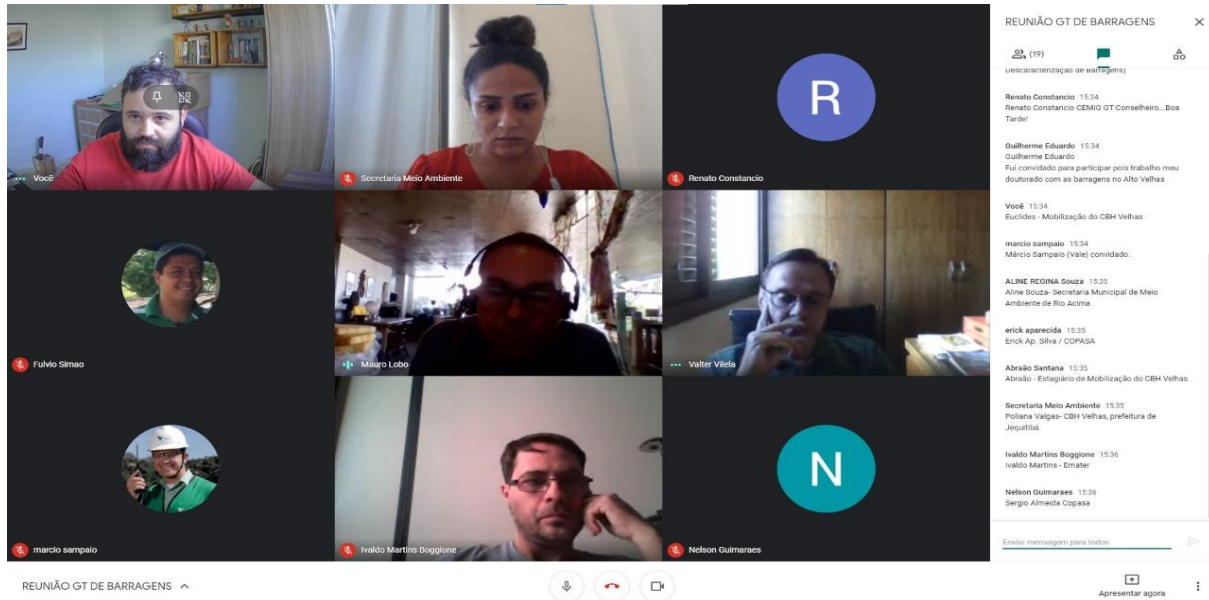 Você
Secretaria Meio Ambiente
R
Renato Constancio
Fulvio Simao
Mauro Lobo
Valter Vilela
marcio sampaio
Ivaldo Martins Boggione
N
Nelson Guimaraes
REUNIÃO GT DE BARRAGENS
Apresentar agora
REUNIÃO GT DE BARRAGENS
(19)
Descaracterização de Barragens)
Renato Constancio 15:34
Renato Constancio CEMIG GT Conselheiro...Boa
Tarde!
Guilherme Eduardo 15:34
Guilherme Eduardo
Fui convidado para participar pois trabalho meu
doutorado com as barragens no Alto Velhas
Você 15:34
Euclides - Mobilização do CBH Velhas
marcio sampaio 15:34
Márcio Sampaio (Vale) convidado.
ALINE REGINA Souza 15:35
Aline Souza- Secretaria Municipal de Meio
Ambiente de Rio Acima
erick aparecida 15:35
Erick Ap. Silva / COPASA
Abraão Santana 15:35
Abraão - Estagiário de Mobilização do CBH Velhas
Secretaria Meio Ambiente 15:35
Poliana Valgas- CBH Velhas, prefeitura de
Jequitibá.
Ivaldo Martins Boggione 15:36
Ivaldo Martins - Emater
Nelson Guimaraes 15:36
Sergio Almeida Copasa
Enviar mensagem para todos